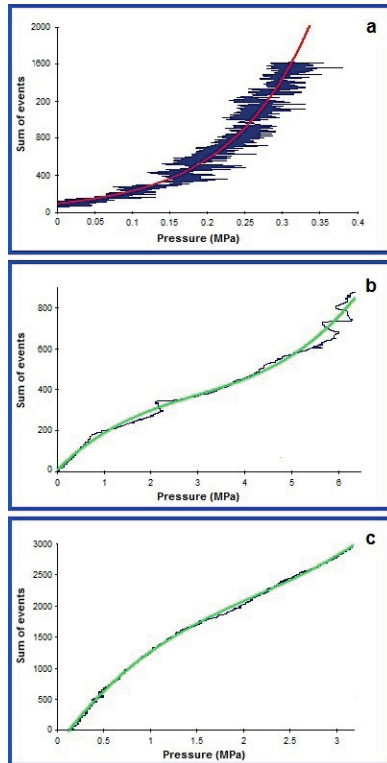 a
2000
1600
200
800
400
0
Sum of events
0 0.05 0.1 0.15 0.2 0.25 0.3 0.35 0.4
Pressure (MPa)
b
800
600
400
200
0
Sum of events
0 1 2 3 4 5 6
Pressure (MPa)
c
3000
2500
2000
1500
1000
500
0
Sum of events
0 0.5 1 1.5 2 2.5 3
Pressure (MPa)